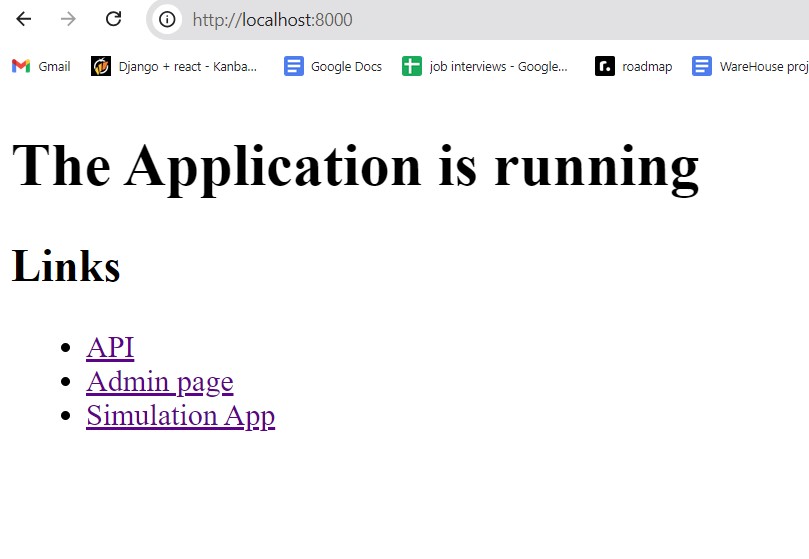 http://localhost:8000
Gmail Django + react - Kanba... Google Docs job interviews - Google... roadmap WareHouse proj
The Application is running
Links
API
Admin page
Simulation App